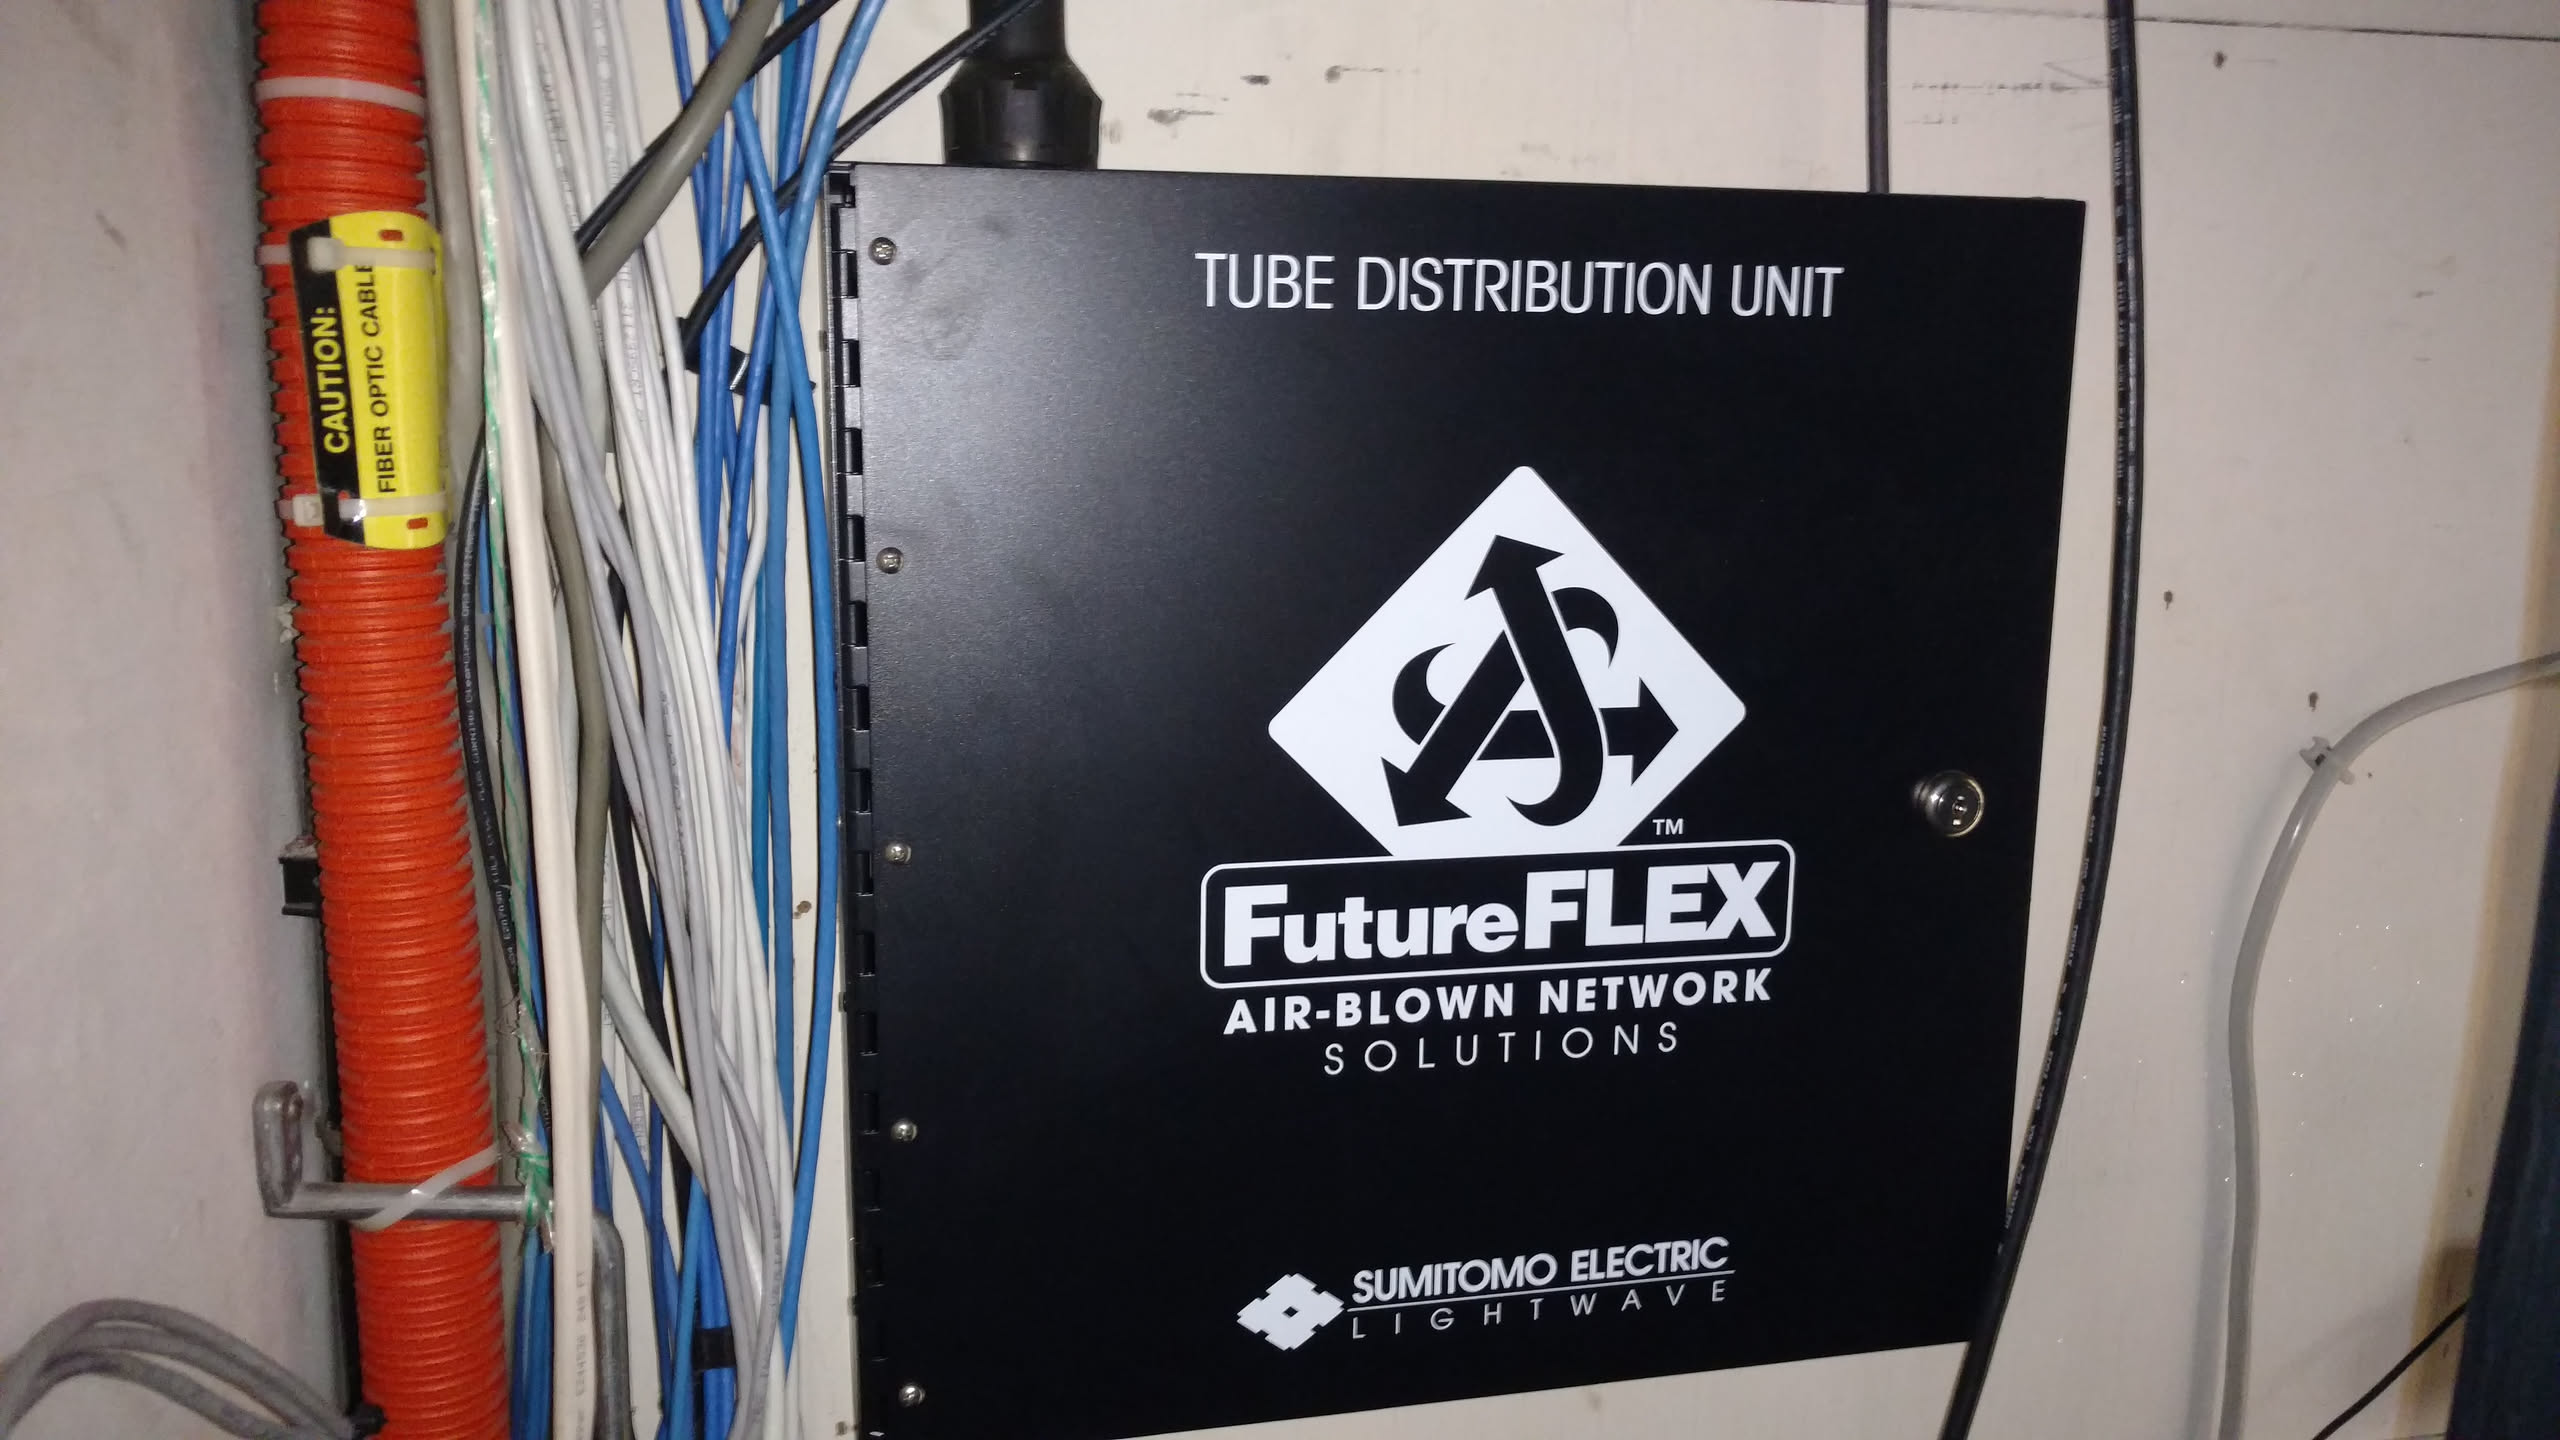 CAUTION:
FIBER OPTIC CABLE
TUBE DISTRIBUTION UNIT
TM
FutureFLEX
AIR-BLOWN NETWORK
SOLUTIONS
SUMITOMO ELECTRIC
LIGHTWAVE